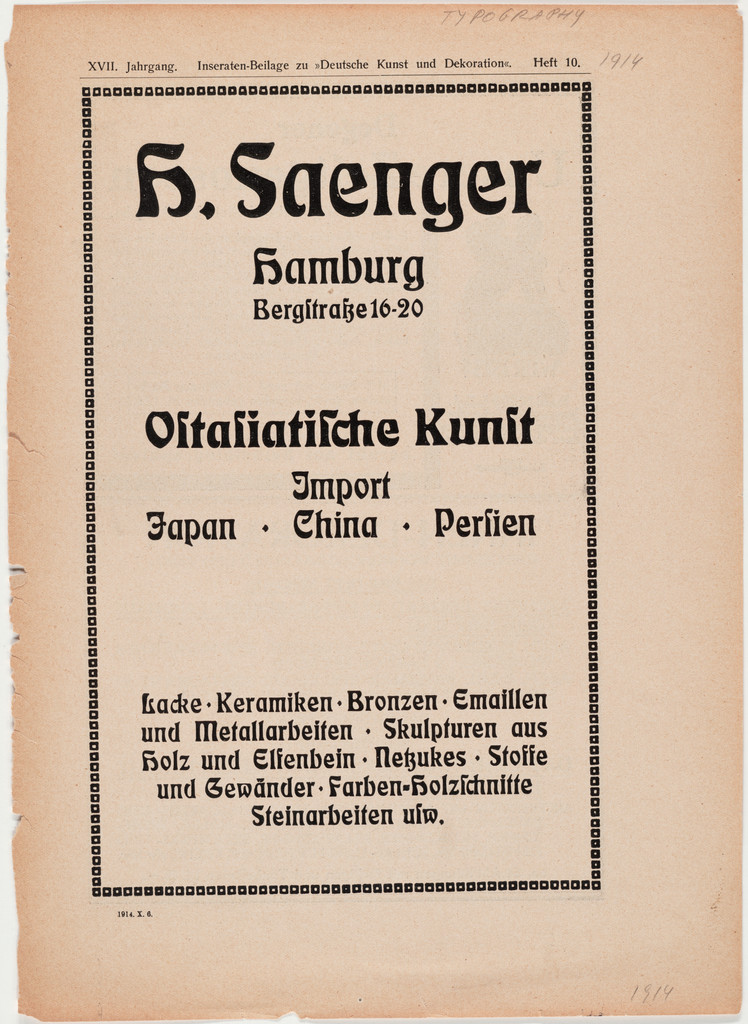 TYPOGRAPHY
XVII. Jahrgang. Inseraten-Beilage zu »Deutsche Kunst und Dekoration«. Heft 10.
1914
H. Saenger
Hamburg
Bergſtraße 16-20
Oſtaſiatiſche Kunſt
Import
Japan · China · Perſien
Lacke · Keramiken · Bronzen · Emaillen
und Metallarbeiten · Skulpturen aus
Holz und Elfenbein · Netzukes · Stoffe
und Gewänder · Farben-Holzſchnitte
Steinarbeiten uſw.
1914. X. 6.
1914